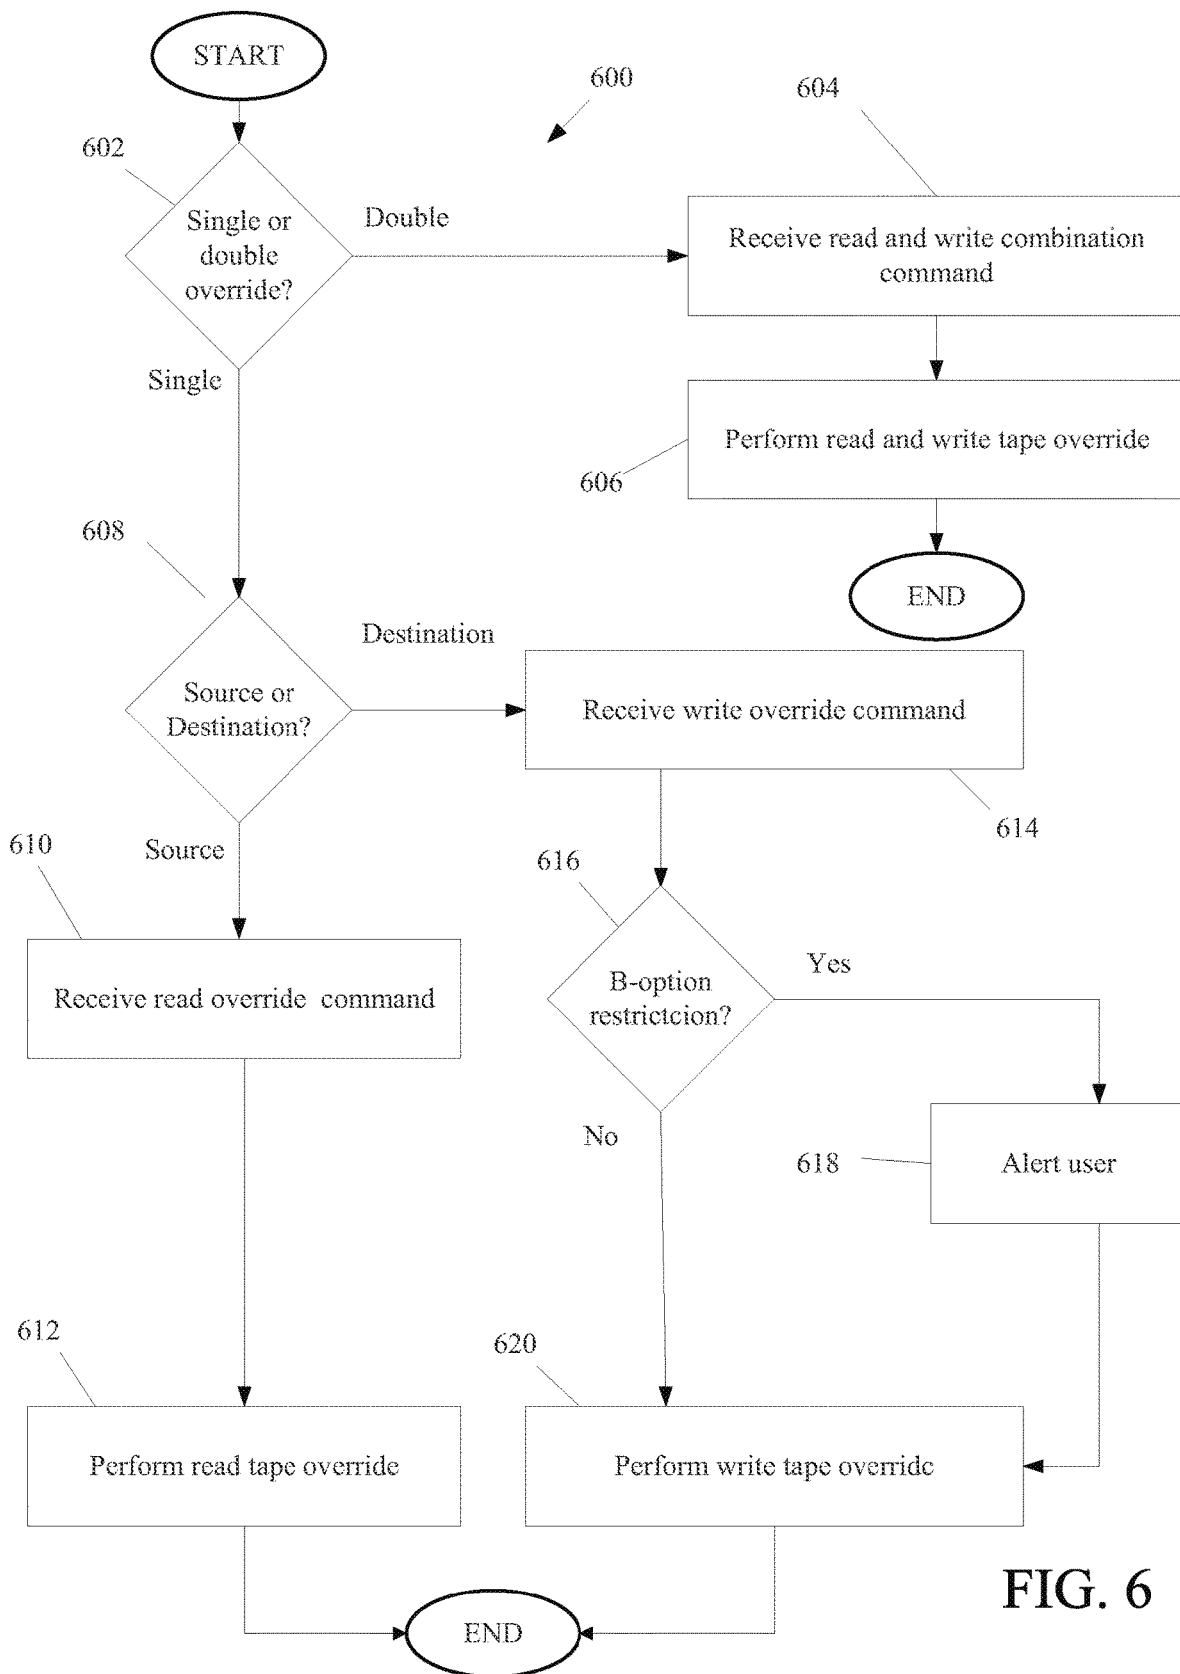 START
600
604
602
Single or
double
override?
Double
Receive read and write combination
command
Single
Perform read and write tape override
606
608
END
Destination
Source or
Destination?
Receive write override command
614
Source
610
616
Receive read override command
B-option
restrictcion?
Yes
No
618
Alert user
612
620
Perform read tape override
Perform write tape override
FIG. 6
END